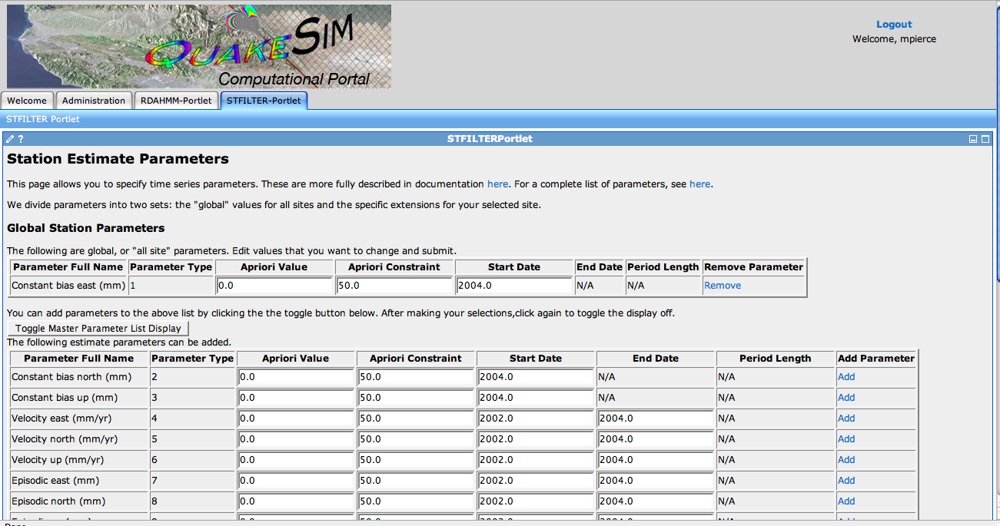 QUAKESIM
Computational Portal
Logout
Welcome, mpierce
Welcome Administration RDAHMM-Portlet STFILTER-Portlet
STFILTER Portlet
? STFILTERPortlet
Station Estimate Parameters
This page allows you to specify time series parameters. These are more fully described in documentation here. For a complete list of parameters, see here.
We divide parameters into two sets: the "global" values for all sites and the specific extensions for your selected site.
Global Station Parameters
The following are global, or "all site" parameters. Edit values that you want to change and submit.
Parameter Full Name Parameter Type Apriori Value Apriori Constraint Start Date End Date Period Length Remove Parameter
Constant bias east (mm) 1 0.0 50.0 2004.0 N/A N/A Remove
You can add parameters to the above list by clicking the the toggle button below. After making your selections,click again to toggle the display off.
Toggle Master Parameter List Display
The following estimate parameters can be added.
Parameter Full Name Parameter Type Apriori Value Apriori Constraint Start Date End Date Period Length Add Parameter
Constant bias north (mm) 2 0.0 50.0 2004.0 N/A N/A Add
Constant bias up (mm) 3 0.0 50.0 2004.0 N/A N/A Add
Velocity east (mm/yr) 4 0.0 50.0 2002.0 2004.0 N/A Add
Velocity north (mm/yr) 5 0.0 50.0 2002.0 2004.0 N/A Add
Velocity up (mm/yr) 6 0.0 50.0 2002.0 2004.0 N/A Add
Episodic east (mm) 7 0.0 50.0 2002.0 2004.0 N/A Add
Episodic north (mm) 8 0.0 50.0 2002.0 2004.0 N/A Add